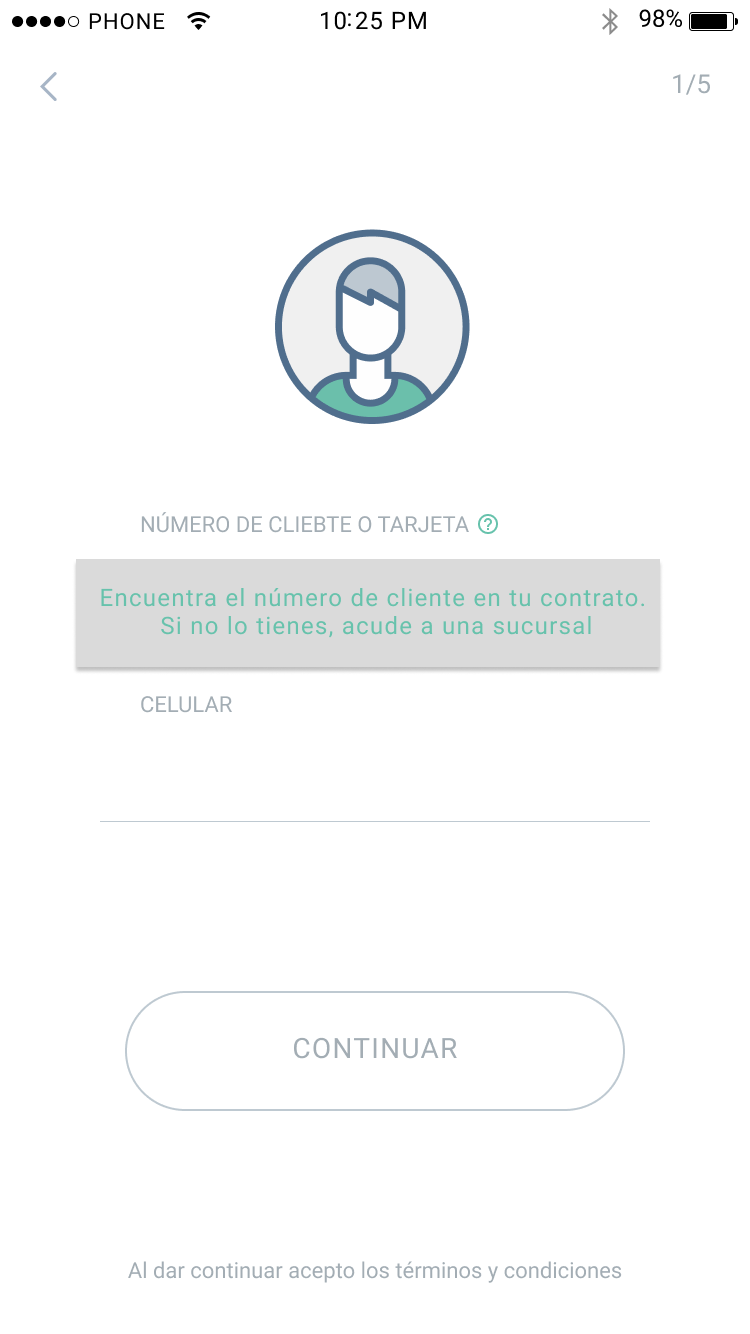 PHONE 10:25 PM 98%
1/5
NÚMERO DE CLIEBTE O TARJETA ?
Encuentra el número de cliente en tu contrato.
Si no lo tienes, acude a una sucursal
CELULAR
CONTINUAR
Al dar continuar acepto los términos y condiciones